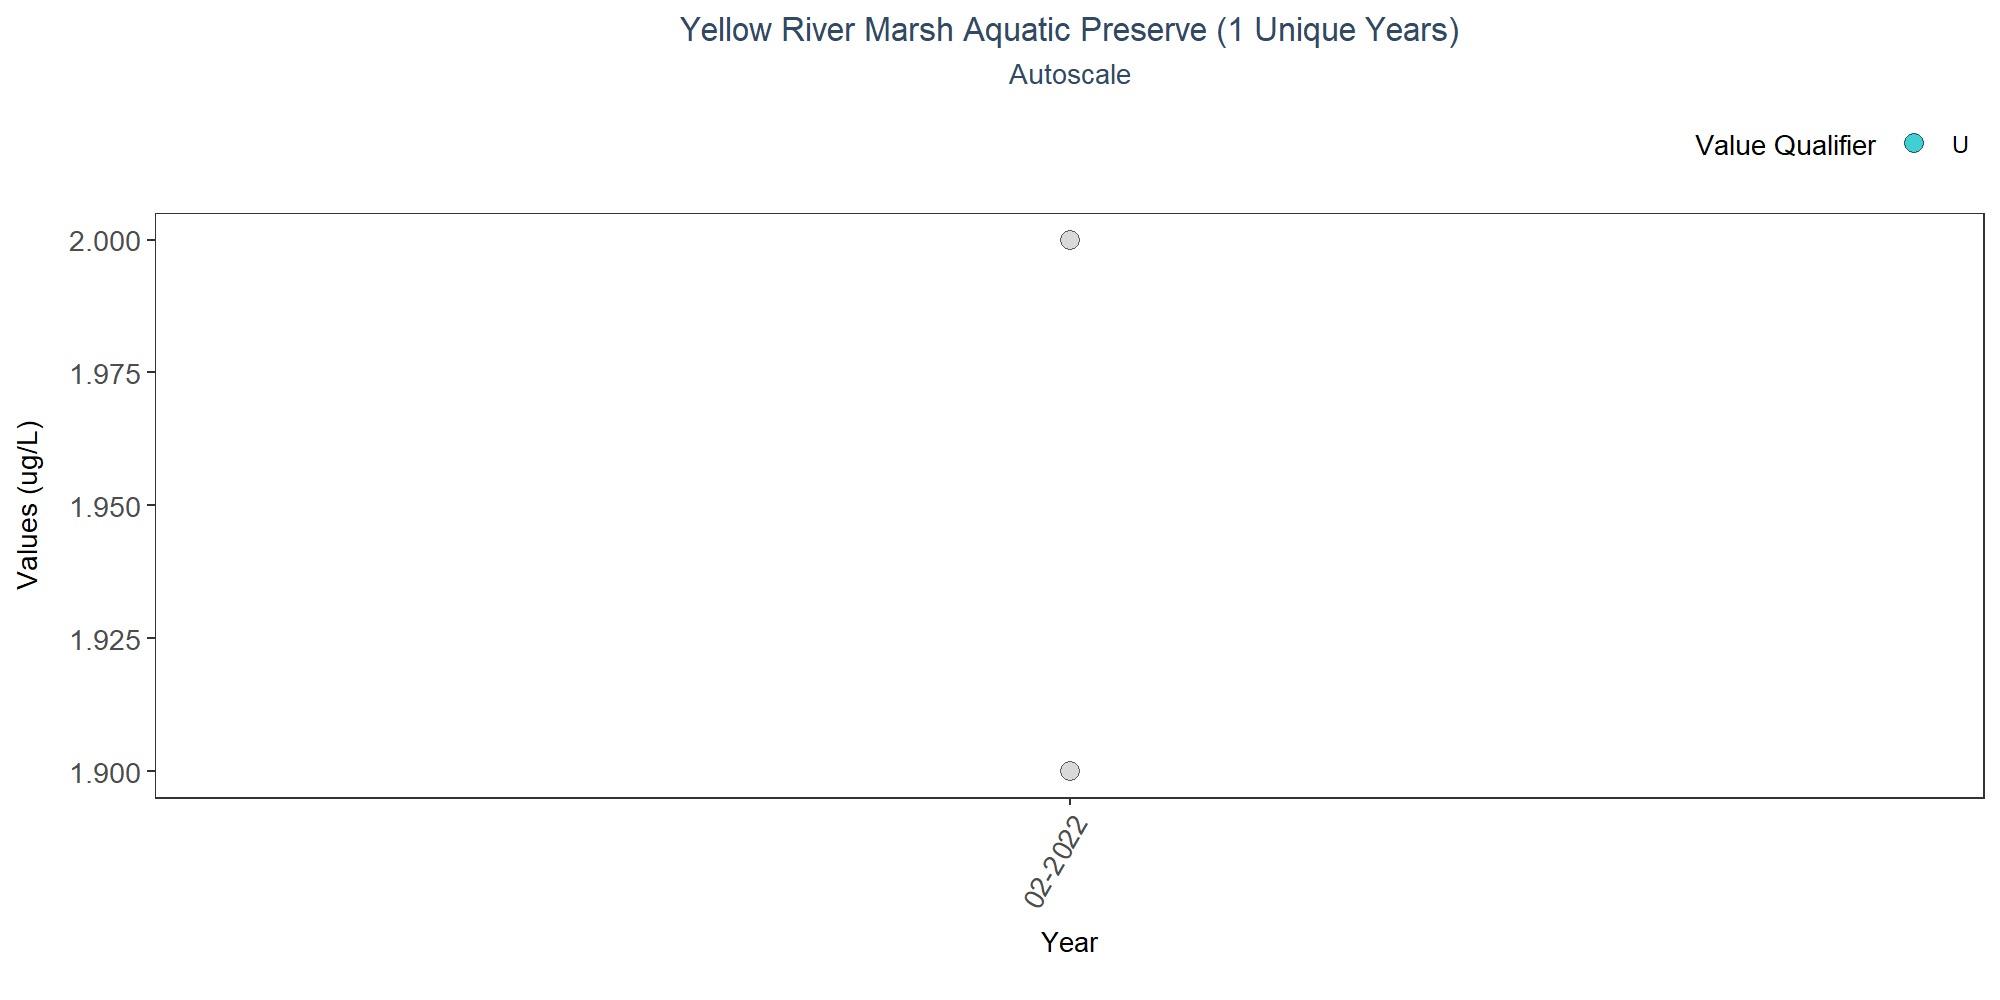 Yellow River Marsh Aquatic Preserve (1 Unique Years)
Autoscale
Value Qualifier U
2.000
1.975
1.950
1.925
1.900
Values (ug/L)
02-2022
Year